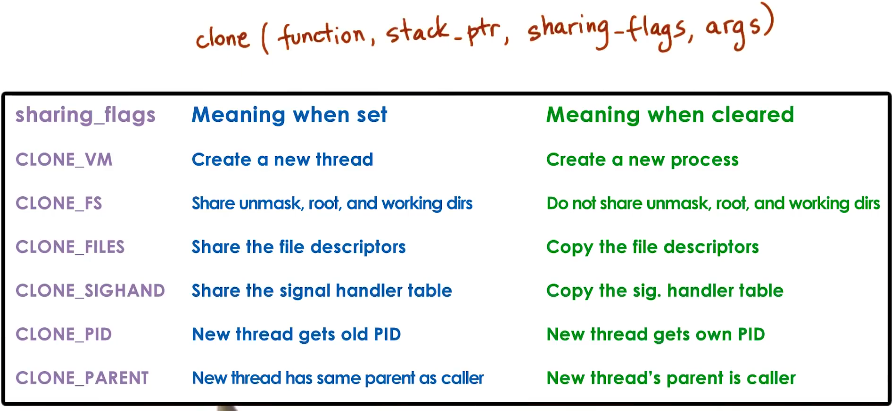 clone (function, stack_ptr, sharing_flags, args)
sharing_flags Meaning when set Meaning when cleared
CLONE_VM Create a new thread Create a new process
CLONE_FS Share unmask, root, and working dirs Do not share unmask, root, and working dirs
CLONE_FILES Share the file descriptors Copy the file descriptors
CLONE_SIGHAND Share the signal handler table Copy the sig. handler table
CLONE_PID New thread gets old PID New thread gets own PID
CLONE_PARENT New thread has same parent as caller New thread's parent is caller